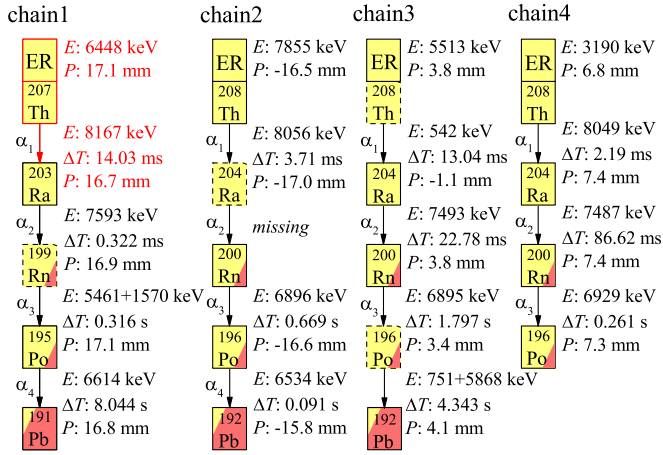 chain1
ER
E: 6448 keV
P: 17.1 mm
207
Th
α1
E: 8167 keV
ΔT: 14.03 ms
P: 16.7 mm
203
Ra
α2
E: 7593 keV
ΔT: 0.322 ms
P: 16.9 mm
199
Rn
α3
E: 5461+1570 keV
ΔT: 0.316 s
P: 17.1 mm
195
Po
α4
E: 6614 keV
ΔT: 8.044 s
P: 16.8 mm
191
Pb
chain2
ER
E: 7855 keV
P: -16.5 mm
208
Th
α1
E: 8056 keV
ΔT: 3.71 ms
P: -17.0 mm
204
Ra
α2
missing
200
Rn
α3
E: 6896 keV
ΔT: 0.669 s
P: -16.6 mm
196
Po
α4
E: 6534 keV
ΔT: 0.091 s
P: -15.8 mm
192
Pb
chain3
ER
E: 5513 keV
P: 3.8 mm
208
Th
α1
E: 542 keV
ΔT: 13.04 ms
P: -1.1 mm
204
Ra
α2
E: 7493 keV
ΔT: 22.78 ms
P: 3.8 mm
200
Rn
α3
E: 6895 keV
ΔT: 1.797 s
P: 3.4 mm
196
Po
α4
E: 751+5868 keV
ΔT: 4.343 s
P: 4.1 mm
192
Pb
chain4
ER
E: 3190 keV
P: 6.8 mm
208
Th
α1
E: 8049 keV
ΔT: 2.19 ms
P: 7.4 mm
204
Ra
α2
E: 7487 keV
ΔT: 86.62 ms
P: 7.4 mm
200
Rn
α3
E: 6929 keV
ΔT: 0.261 s
P: 7.3 mm
196
Po